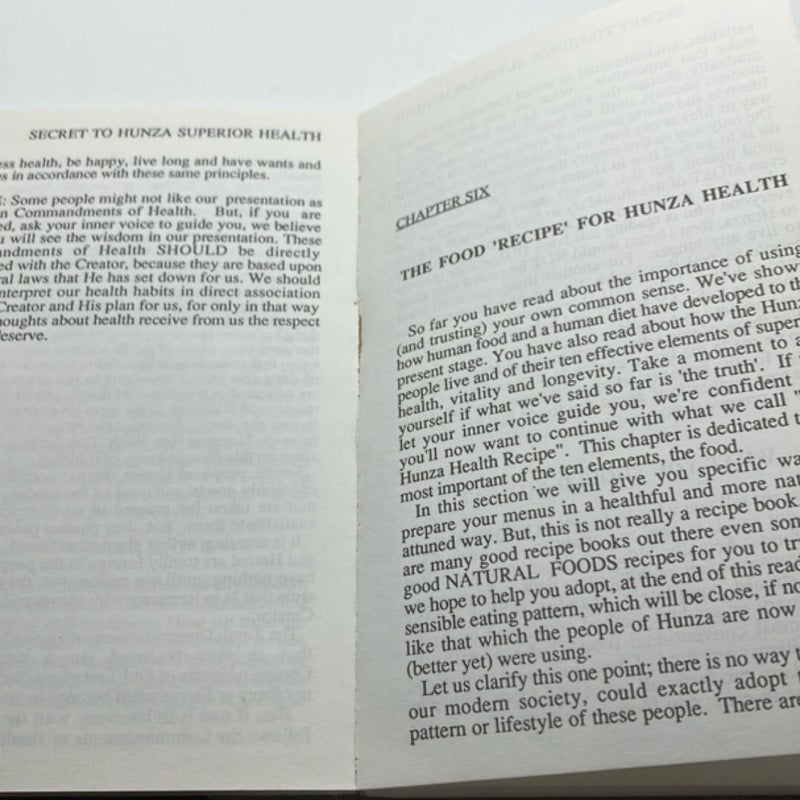 SECRET TO HUNZA SUPERIOR HEALTH
ess health, be happy, live long and have wants and
s in accordance with these same principles.
: Some people might not like our presentation as
n Commandments of Health. But, if you are
ed, ask your inner voice to guide you, we believe
u will see the wisdom in our presentation. These
ndments of Health SHOULD be directly
ed with the Creator, because they are based upon
ral laws that He has set down for us. We should
nterpret our health habits in direct association
Creator and His plan for us, for only in that way
houghts about health receive from us the respect
deserve.
CHAPTER SIX
THE FOOD 'RECIPE' FOR HUNZA HEALTH
So far you have read about the importance of using
(and trusting) your own common sense. We've show
how human food and a human diet have developed to th
present stage. You have also read about how the Hunz
people live and of their ten effective elements of super
health, vitality and longevity. Take a moment to a
yourself if what we've said so far is 'the truth'. If
let your inner voice guide you, we're confident
you'll now want to continue with what we call "
Hunza Health Recipe". This chapter is dedicated t
most important of the ten elements, the food.
In this section we will give you specific wa
prepare your menus in a healthful and more nat
attuned way. But, this is not really a recipe book.
are many good recipe books out there even som
good NATURAL FOODS recipes for you to tr
we hope to help you adopt, at the end of this read
sensible eating pattern, which will be close, if no
like that which the people of Hunza are now
(better yet) were using.
Let us clarify this one point; there is no way t
our modern society, could exactly adopt t
pattern or lifestyle of these people. There are